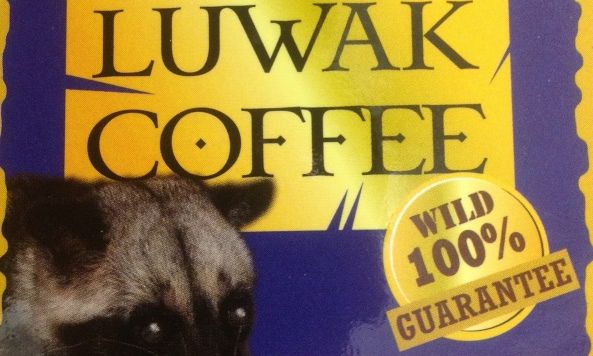 LUWAK
COFFEE
WILD
100%
GUARANTEE